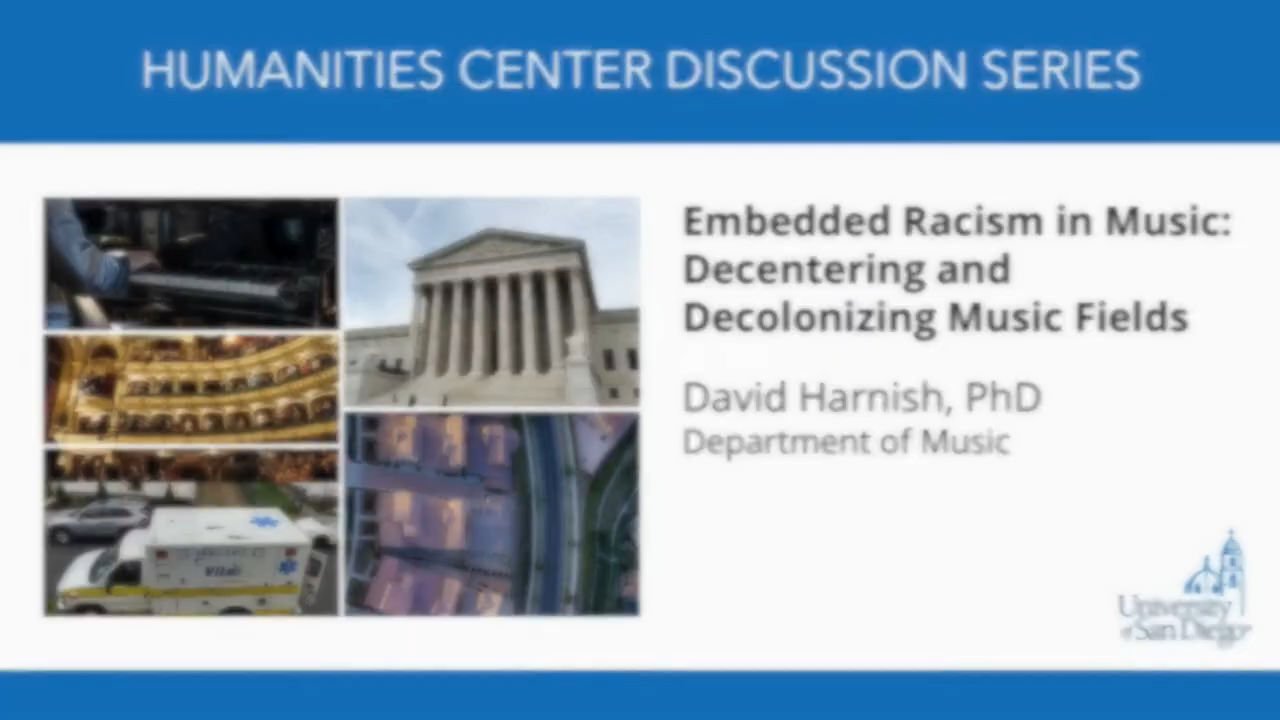 HUMANITIES CENTER DISCUSSION SERIES
Embedded Racism in Music:
Decentering and
Decolonizing Music Fields
David Harnish, PhD
Department of Music
University
of San Diego